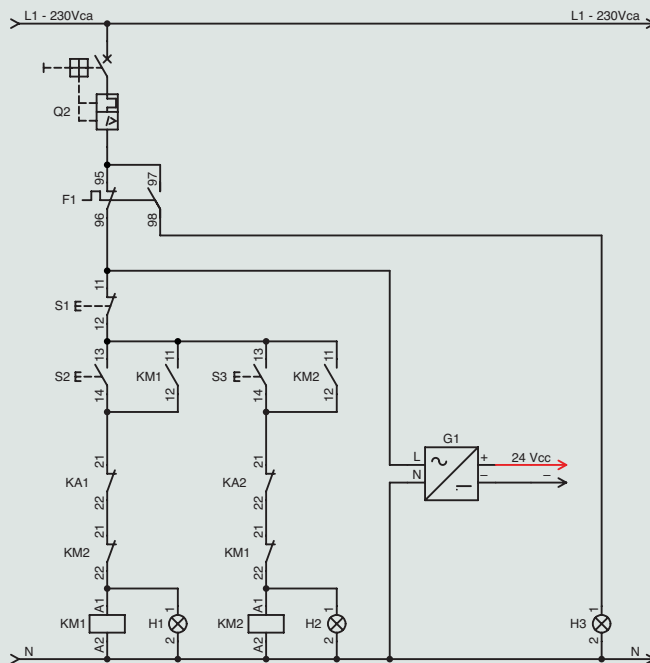 L1 - 230Vca L1 - 230Vca
Q2
95 97
F1
96 98
11
S1
12
13 11 13 11
S2 KM1 S3 KM2
14 12 14 12
G1
L + 24 Vcc
N – –
21 21
KA1 KA2
22 22
21 21
KM2 KM1
22 22
A1 1 A1 1 1
KM1 H1 KM2 H2 H3
A2 2 A2 2 2
N N